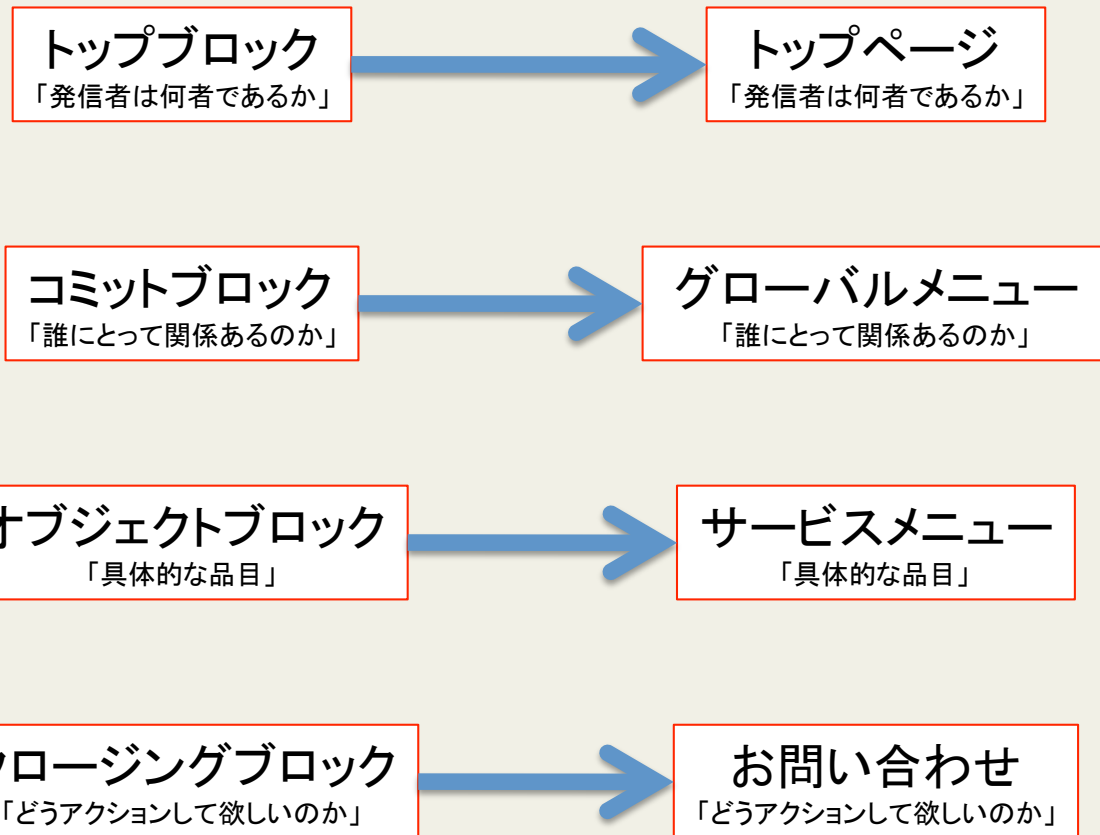 トップブロック
「発信者は何者であるか」
トップページ
「発信者は何者であるか」
コミットブロック
「誰にとって関係あるのか」
グローバルメニュー
「誰にとって関係あるのか」
オブジェクトブロック
「具体的な品目」
サービスメニュー
「具体的な品目」
クロージングブロック
「どうアクションして欲しいのか」
お問い合わせ
「どうアクションして欲しいのか」